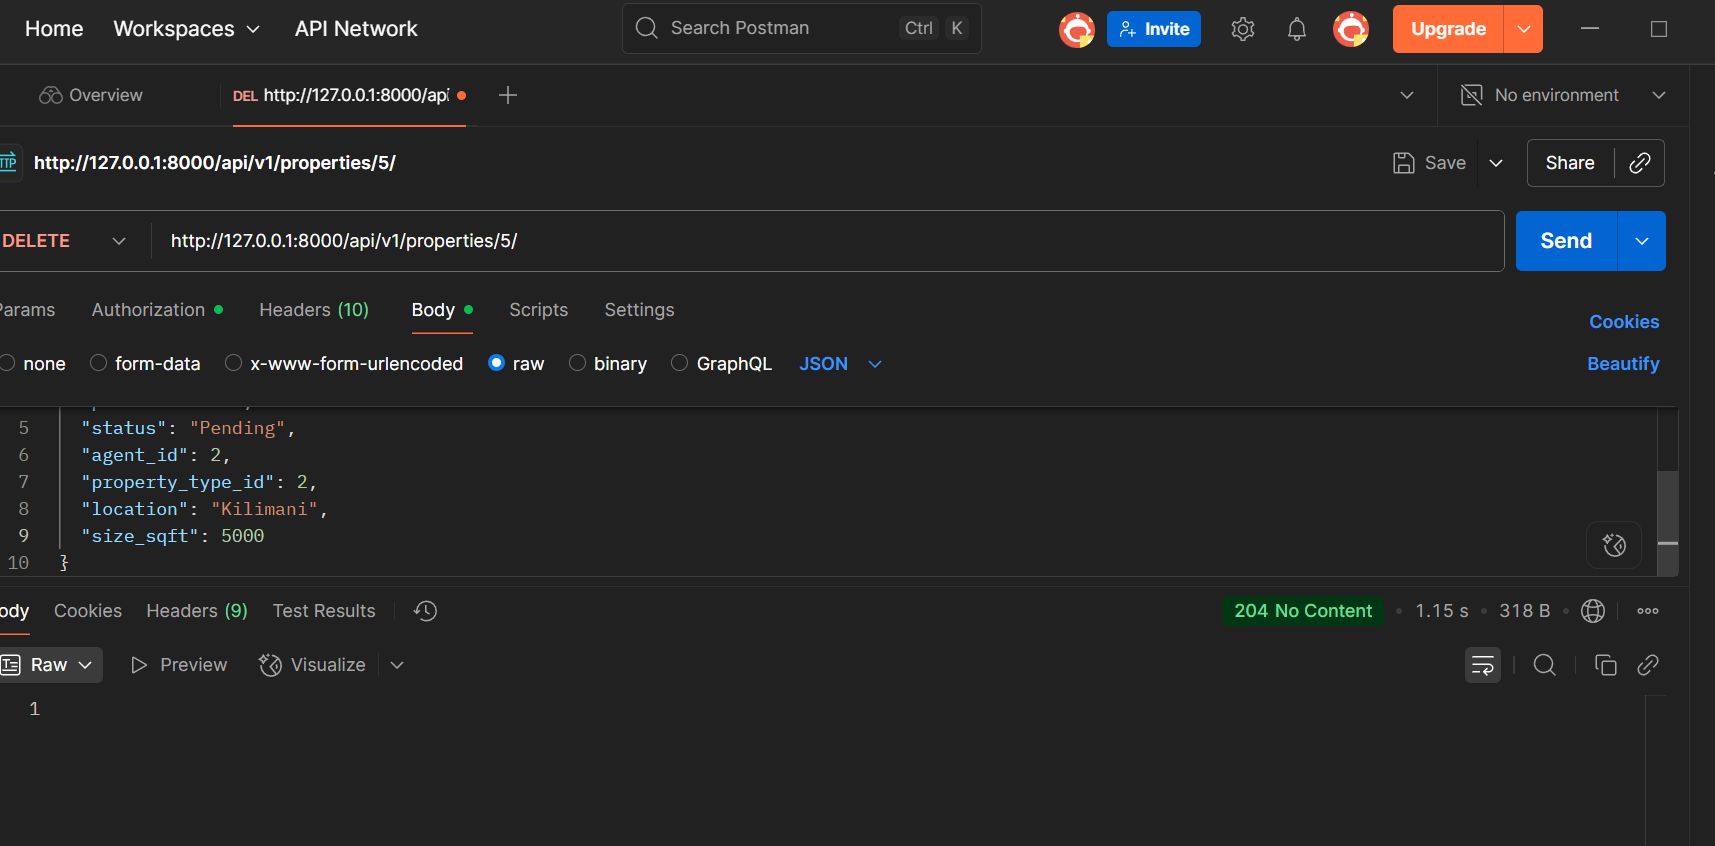 Home Workspaces API Network Search Postman Ctrl K Invite Upgrade
Overview DEL http://127.0.0.1:8000/api No environment
http://127.0.0.1:8000/api/v1/properties/5/ Save Share
DELETE http://127.0.0.1:8000/api/v1/properties/5/ Send
Params Authorization Headers (10) Body Scripts Settings Cookies
none form-data x-www-form-urlencoded raw binary GraphQL JSON Beautify
5 "status": "Pending",
6 "agent_id": 2,
7 "property_type_id": 2,
8 "location": "Kilimani",
9 "size_sqft": 5000
10 }
ody Cookies Headers (9) Test Results 204 No Content • 1.15 s • 318 B •
Raw Preview Visualize
1